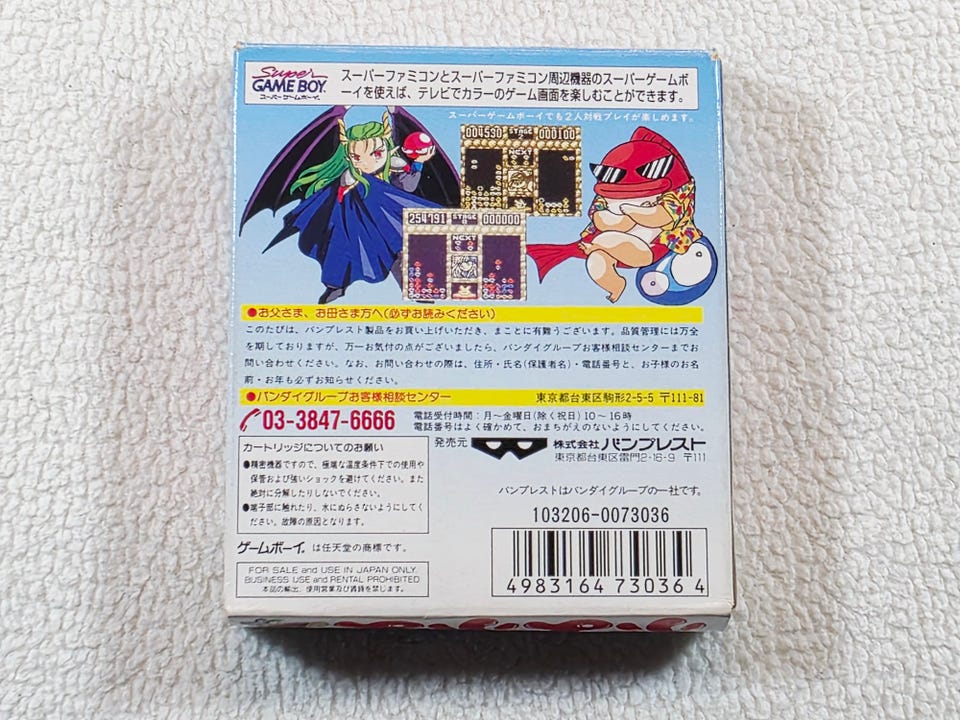 Super
GAME BOY
スーパーゲームボーイ
スーパーファミコンとスーパーファミコン周辺機器のスーパーゲームボ
ーイを使えば、テレビでカラーのゲーム画面を楽しむことができます。
スーパーゲームボーイでも2人対戦プレイが楽しめます。
004530 STAGE 000100
NEXT
254791 STAGE 000000
NEXT
●お父さま、お母さま方へ(必ずお読みください)
このたびは、バンプレスト製品をお買い上げいただき、まことに有難うございます。品質管理には万全
を期しておりますが、万一お気付の点がございましたら、バンダイグループお客様相談センターまでお
問い合わせください。なお、お問い合わせの際は、住所・氏名(保護者名)・電話番号と、お子様のお名
前・お年も必ずお知らせください。
●バンダイグループお客様相談センター 東京都台東区駒形2-5-5 〒111-81
03-3847-6666
電話受付時間:月〜金曜日(除く祝日)10〜16時
電話番号はよく確かめて、おまちがえのないようにしてください。
カートリッジについてのお願い
●精密機器ですので、極端な温度条件下での使用や
保管および強いショックを避けてください。また
絶対に分解したりしないでください。
●端子部に触れたり、水にぬらさないようにしてく
ださい。故障の原因となります。
発売元 株式会社バンプレスト
東京都台東区雷門2-16-9 〒111
バンプレストはバンダイグループの一社です。
103206-0073036
ゲームボーイ は任天堂の商標です。
FOR SALE and USE IN JAPAN ONLY.
BUSINESS USE and RENTAL PROHIBITED
本品の輸出、使用営業及び賃貸を禁じます。
4983164 730364